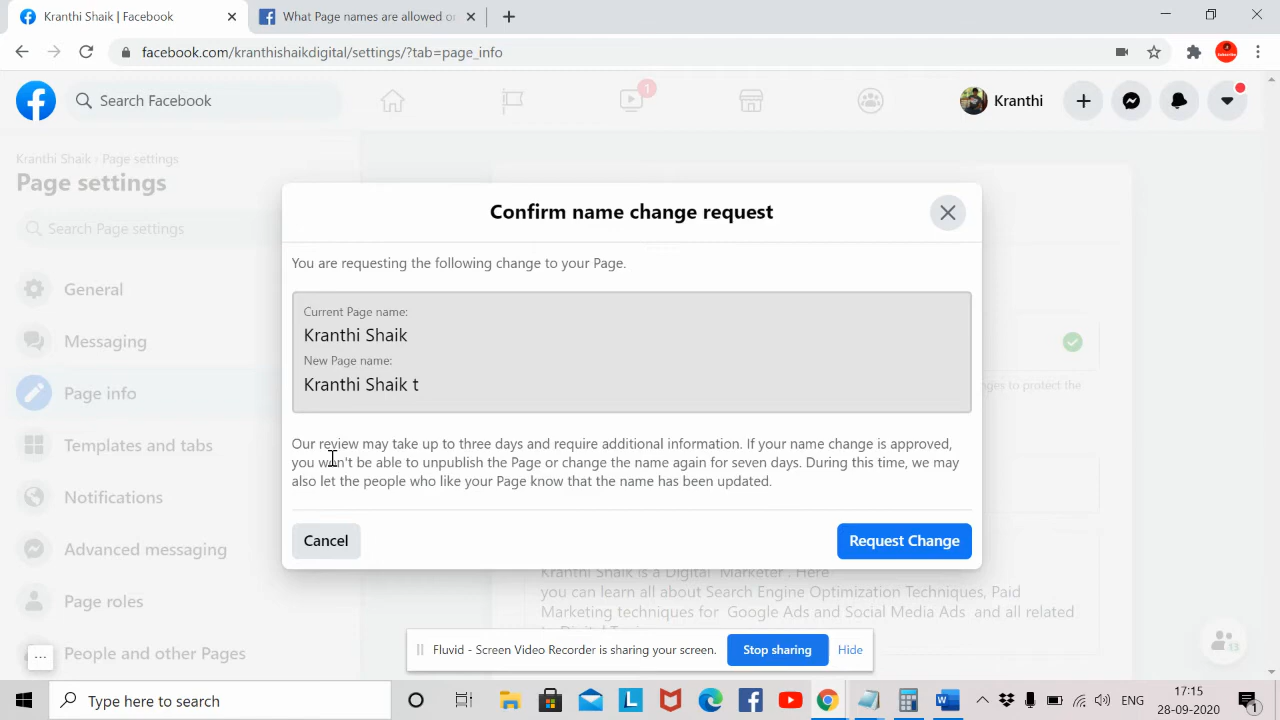 Kranthi Shaik | Facebook
What Page names are allowed o
facebook.com/kranthishaikdigital/settings/?tab=page_info
Search Facebook
1
Kranthi
Kranthi Shaik / Page settings
Page settings
Search Page settings
General
Messaging
Page info
Templates and tabs
Notifications
Advanced messaging
Page roles
People and other Pages
Confirm name change request
You are requesting the following change to your Page.
Current Page name:
Kranthi Shaik
New Page name:
Kranthi Shaik t
nges to protect the
Our review may take up to three days and require additional information. If your name change is approved,
you won't be able to unpublish the Page or change the name again for seven days. During this time, we may
also let the people who like your Page know that the name has been updated.
Cancel
Request Change
Kranthi Shaik is a Digital Marketer . Here
you can learn all about Search Engine Optimization Techniques, Paid
Marketing techniques for Google Ads and Social Media Ads and all related
Fluvid - Screen Video Recorder is sharing your screen.
Stop sharing
Hide
13
Type here to search
ENG
17:15
28-09-2020
1